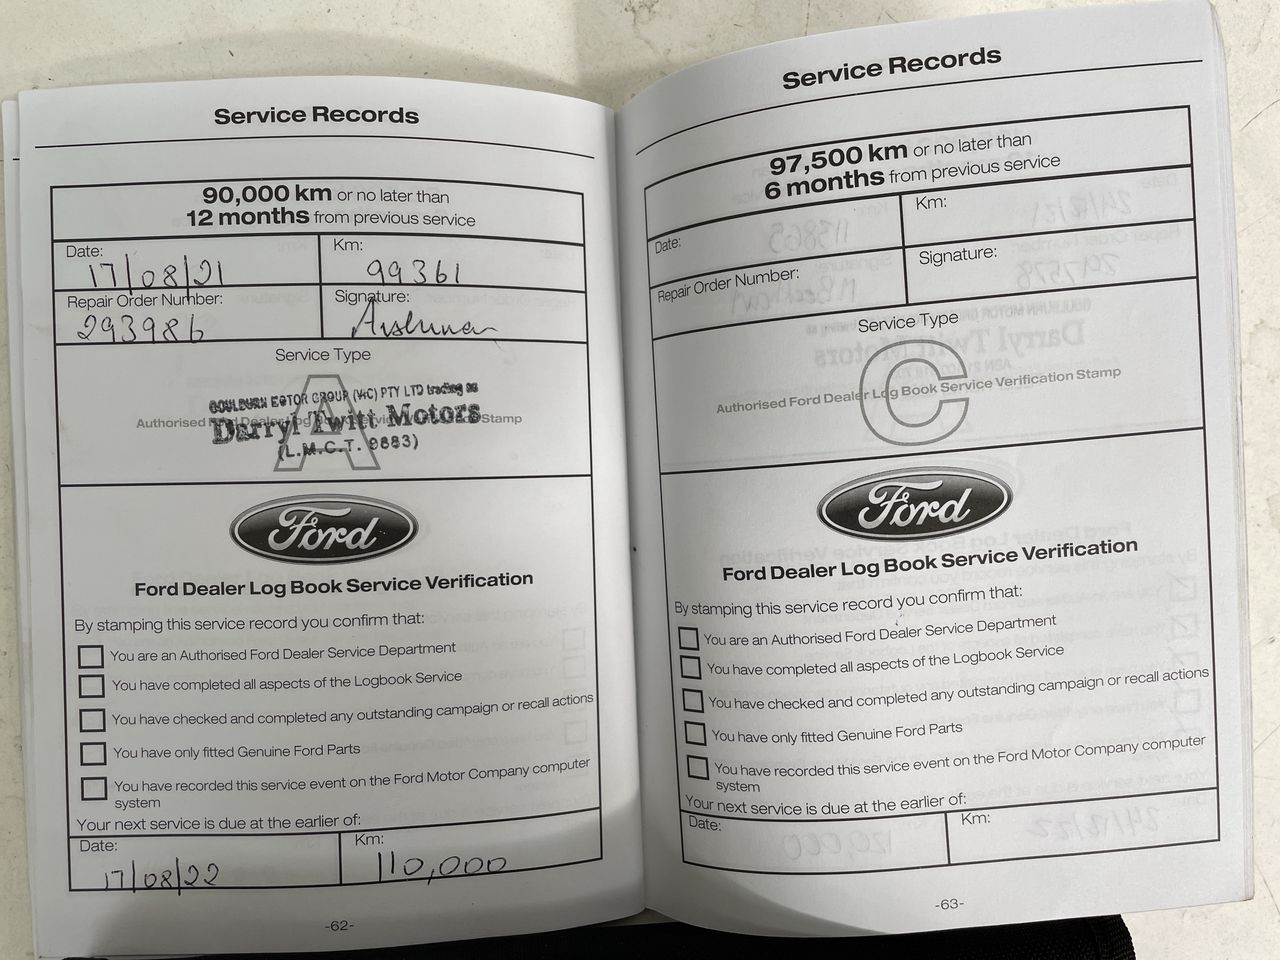 Service Records
90,000 km or no later than
12 months from previous service
Date:
17/08/21
Km:
99361
Repair Order Number:
293986
Signature:
Service Type
A
Authorised Ford Dealer Log Book Service Verification Stamp
GOULBURN MOTOR GROUP (VIC) PTY LTD trading as
Darryl Twitt Motors
(L.M.C.T. 9883)
Ford
Ford Dealer Log Book Service Verification
By stamping this service record you confirm that:
You are an Authorised Ford Dealer Service Department
You have completed all aspects of the Logbook Service
You have checked and completed any outstanding campaign or recall actions
You have only fitted Genuine Ford Parts
You have recorded this service event on the Ford Motor Company computer
system
Your next service is due at the earlier of:
Date:
17/08/22
Km:
110,000
-62-
Service Records
97,500 km or no later than
6 months from previous service
Date:
Km:
Repair Order Number:
Signature:
Service Type
C
Authorised Ford Dealer Log Book Service Verification Stamp
Ford
Ford Dealer Log Book Service Verification
By stamping this service record you confirm that:
You are an Authorised Ford Dealer Service Department
You have completed all aspects of the Logbook Service
You have checked and completed any outstanding campaign or recall actions
You have only fitted Genuine Ford Parts
You have recorded this service event on the Ford Motor Company computer
system
Your next service is due at the earlier of:
Date:
Km:
-63-